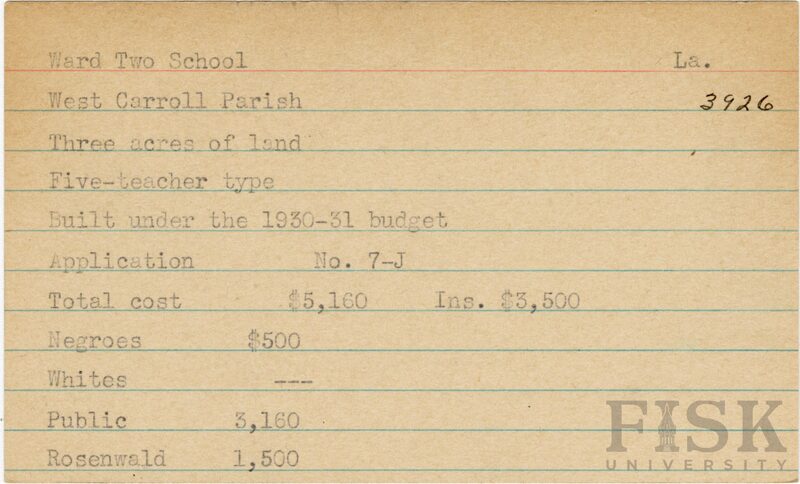 Ward Two School La.
West Carroll Parish 3926
Three acres of land
Five-teacher type
Built under the 1930-31 budget
Application No. 7-J
Total cost $5,160 Ins. $3,500
Negroes $500
Whites ---
Public 3,160
Rosenwald 1,500
FISK
UNIVERSITY